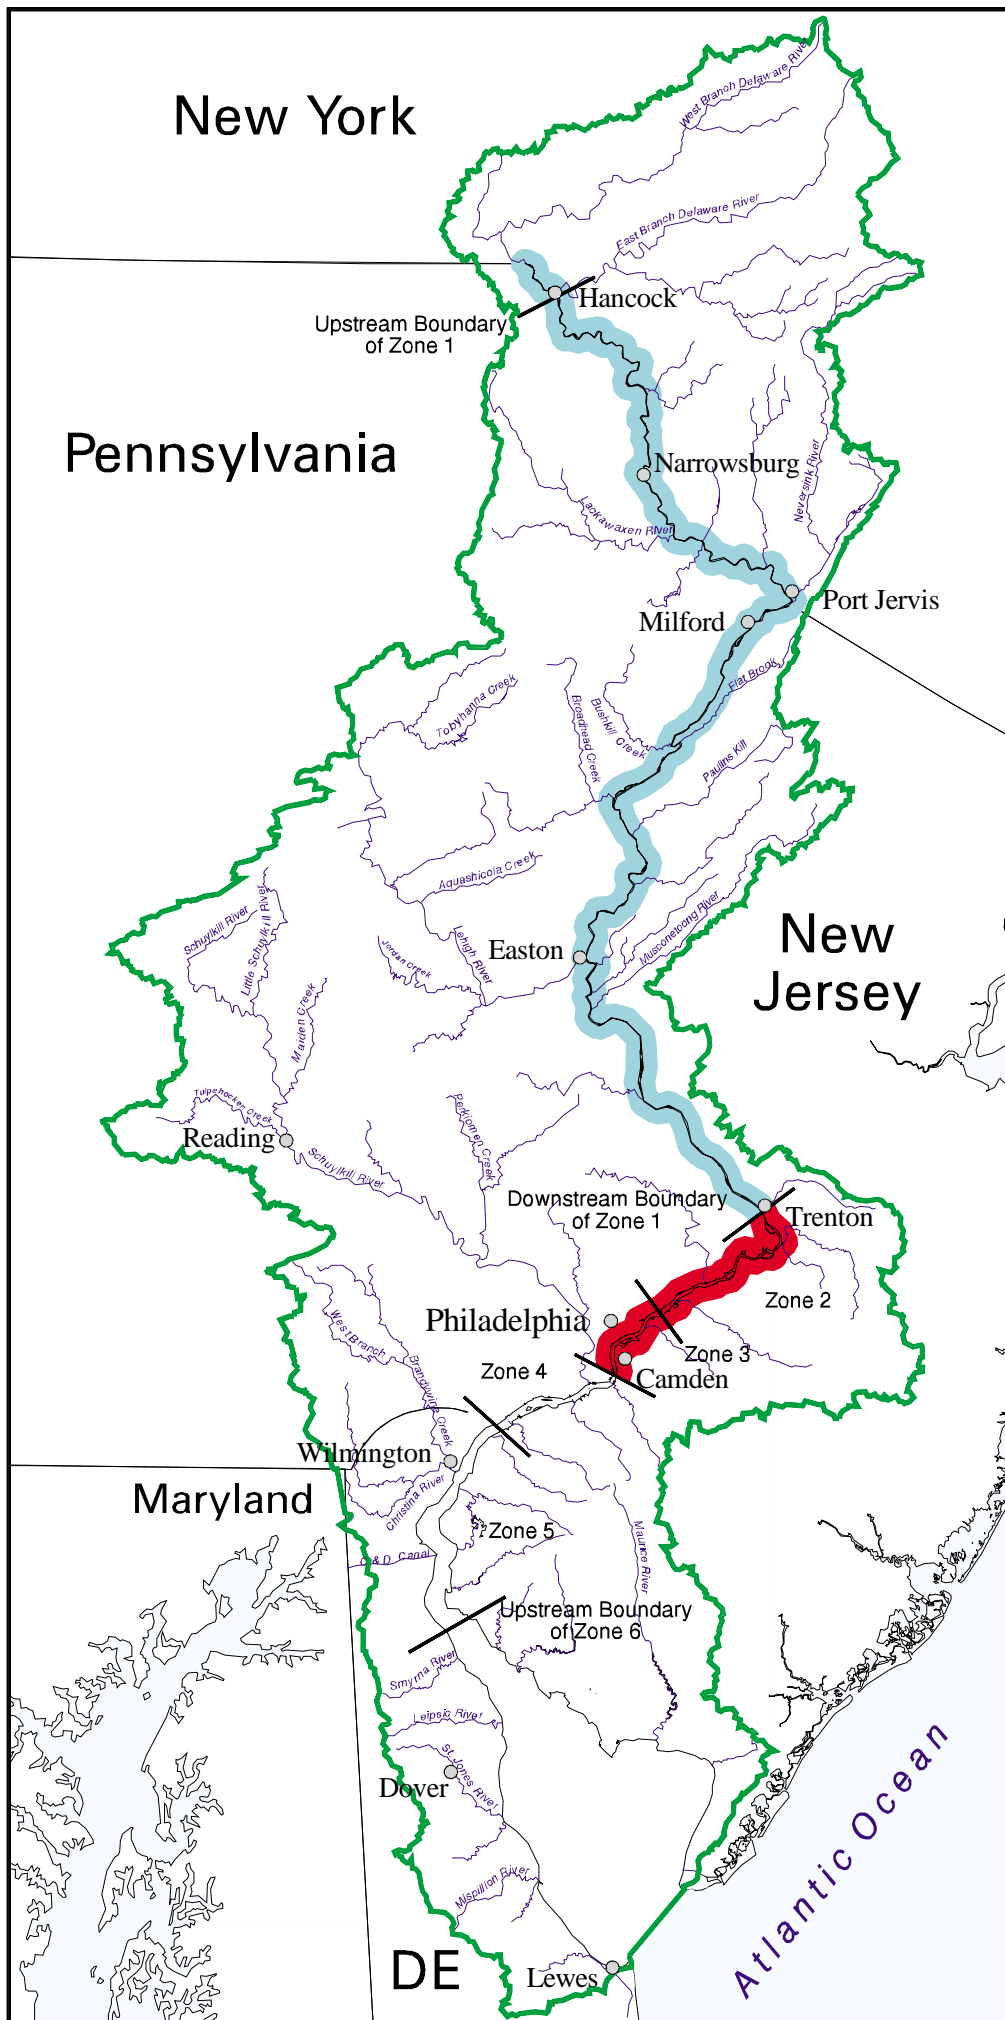 West Branch Delaware River
New York
East Branch Delaware River
Hancock
Upstream Boundary
of Zone 1
Pennsylvania
Narrowsburg
Neversink River
Lackawaxen River
Port Jervis
Milford
Flat Brook
Tobyhanna Creek
Broadhead Creek
Bushkill Creek
Paulins Kill
Aquashicola Creek
Schuylkill River
Little Schuylkill River
Musconetcong River
New
Jersey
Lehigh River
Jordan Creek
Easton
Maiden Creek
Tulpehocken Creek
Perkiomen Creek
Reading
Schuylkill River
Downstream Boundary
of Zone 1
Trenton
Zone 2
Philadelphia
West Branch
Zone 3
Zone 4
Camden
Brandywine Creek
Wilmington
Maryland
Christina River
Zone 5
Maurice River
C & D Canal
Upstream Boundary
of Zone 6
Smyrna River
Leipsic River
St. Jones River
Dover
Atlantic Ocean
Mispillion River
DE
Lewes